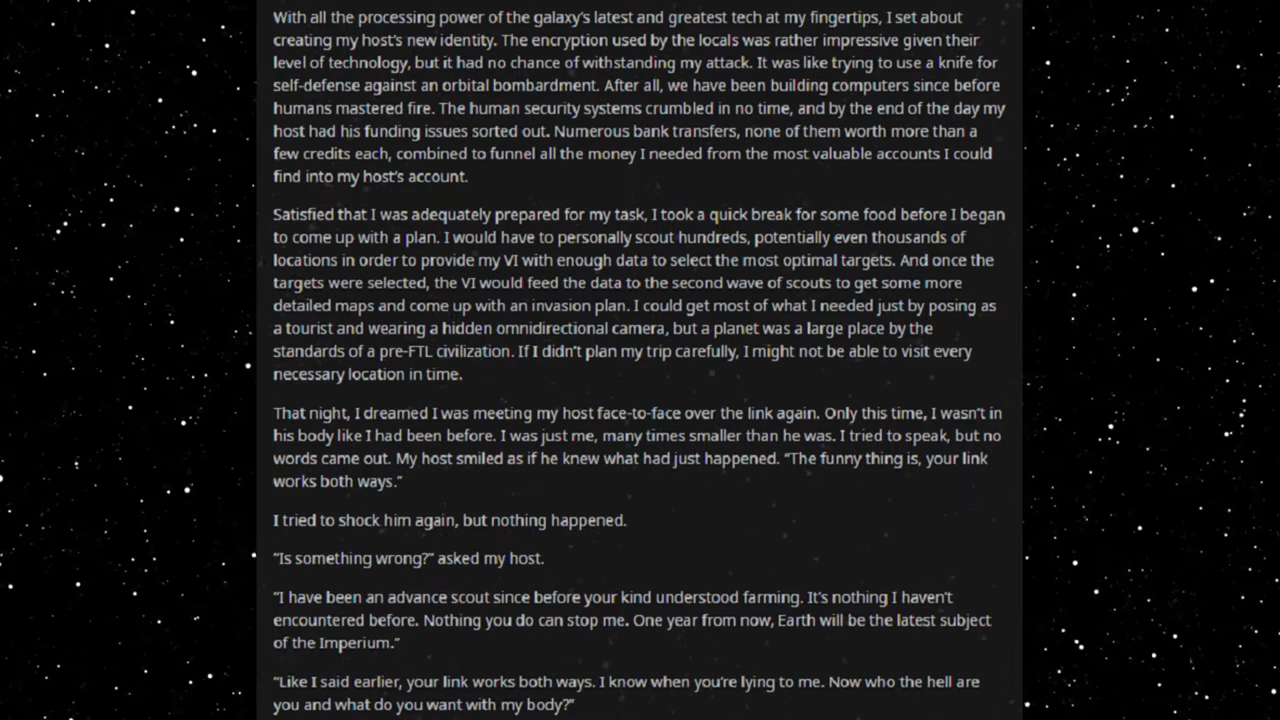 With all the processing power of the galaxy's latest and greatest tech at my fingertips, I set about
creating my host's new identity. The encryption used by the locals was rather impressive given their
level of technology, but it had no chance of withstanding my attack. It was like trying to use a knife for
self-defense against an orbital bombardment. After all, we have been building computers since before
humans mastered fire. The human security systems crumbled in no time, and by the end of the day my
host had his funding issues sorted out. Numerous bank transfers, none of them worth more than a
few credits each, combined to funnel all the money I needed from the most valuable accounts I could
find into my host's account.
Satisfied that I was adequately prepared for my task, I took a quick break for some food before I began
to come up with a plan. I would have to personally scout hundreds, potentially even thousands of
locations in order to provide my VI with enough data to select the most optimal targets. And once the
targets were selected, the VI would feed the data to the second wave of scouts to get some more
detailed maps and come up with an invasion plan. I could get most of what I needed just by posing as
a tourist and wearing a hidden omnidirectional camera, but a planet was a large place by the
standards of a pre-FTL civilization. If I didn't plan my trip carefully, I might not be able to visit every
necessary location in time.
That night, I dreamed I was meeting my host face-to-face over the link again. Only this time, I wasn't in
his body like I had been before. I was just me, many times smaller than he was. I tried to speak, but no
words came out. My host smiled as if he knew what had just happened. "The funny thing is, your link
works both ways."
I tried to shock him again, but nothing happened.
"Is something wrong?" asked my host.
"I have been an advance scout since before your kind understood farming. It's nothing I haven't
encountered before. Nothing you do can stop me. One year from now, Earth will be the latest subject
of the Imperium."
"Like I said earlier, your link works both ways. I know when you're lying to me. Now who the hell are
you and what do you want with my body?"